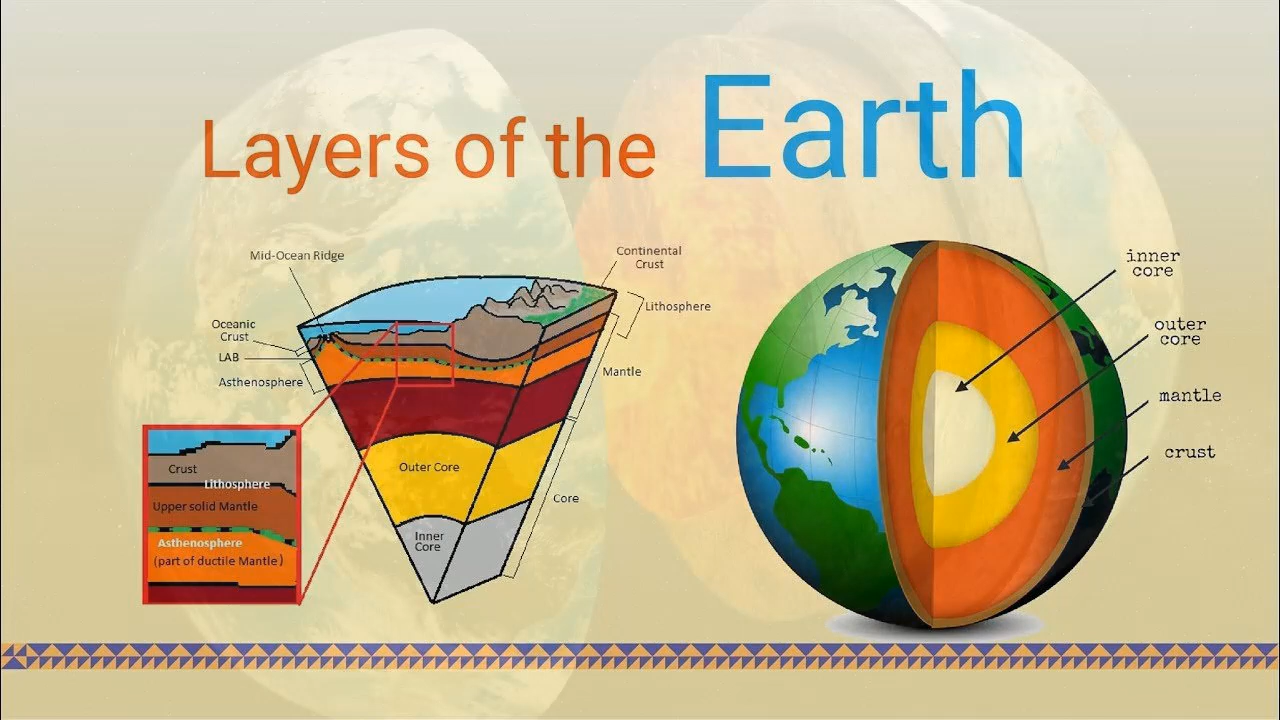 Layers of the Earth
Mid-Ocean Ridge
Continental
Crust
Lithosphere
Oceanic
Crust
LAB
Asthenosphere
Mantle
Outer Core
Core
Inner
Core
Crust
Lithosphere
Upper solid Mantle
Asthenosphere
(part of ductile Mantle)
inner
core
outer
core
mantle
crust